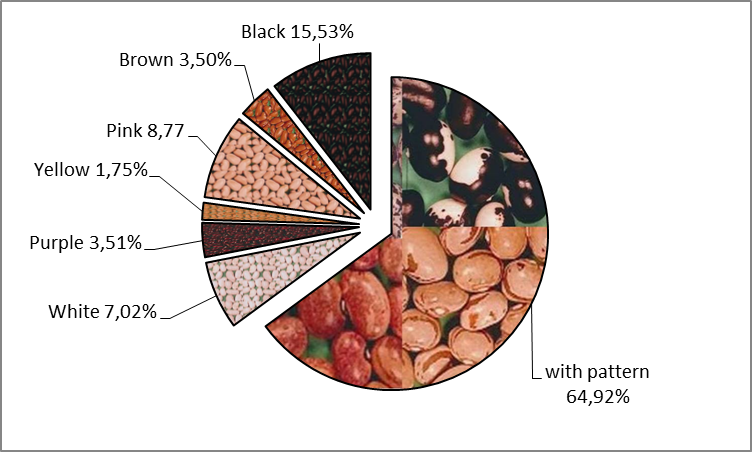 Black 15,53%
Brown 3,50%
Pink 8,77
Yellow 1,75%
Purple 3,51%
White 7,02%
with pattern
64,92%